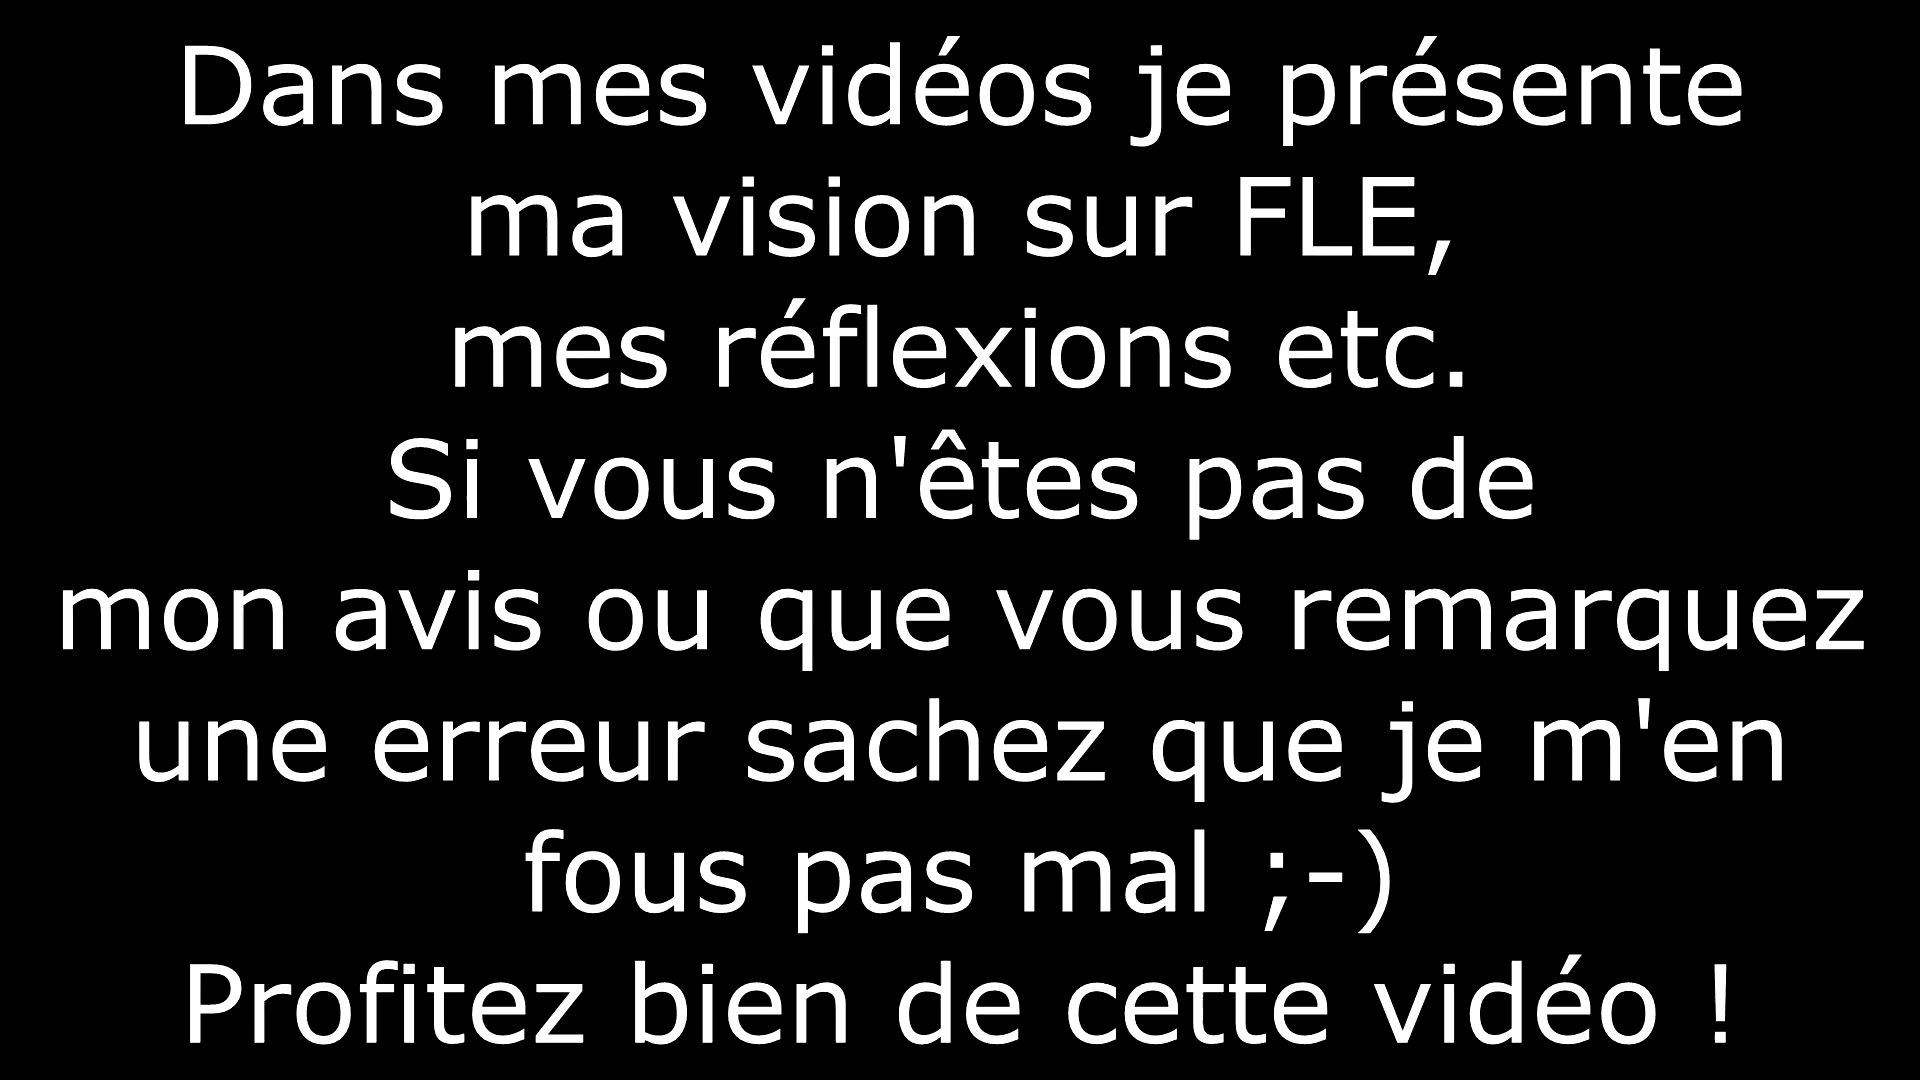 Dans mes vidéos je présente
ma vision sur FLE,
mes réflexions etc.
Si vous n'êtes pas de
mon avis ou que vous remarquez
une erreur sachez que je m'en
fous pas mal ;-)
Profitez bien de cette vidéo !